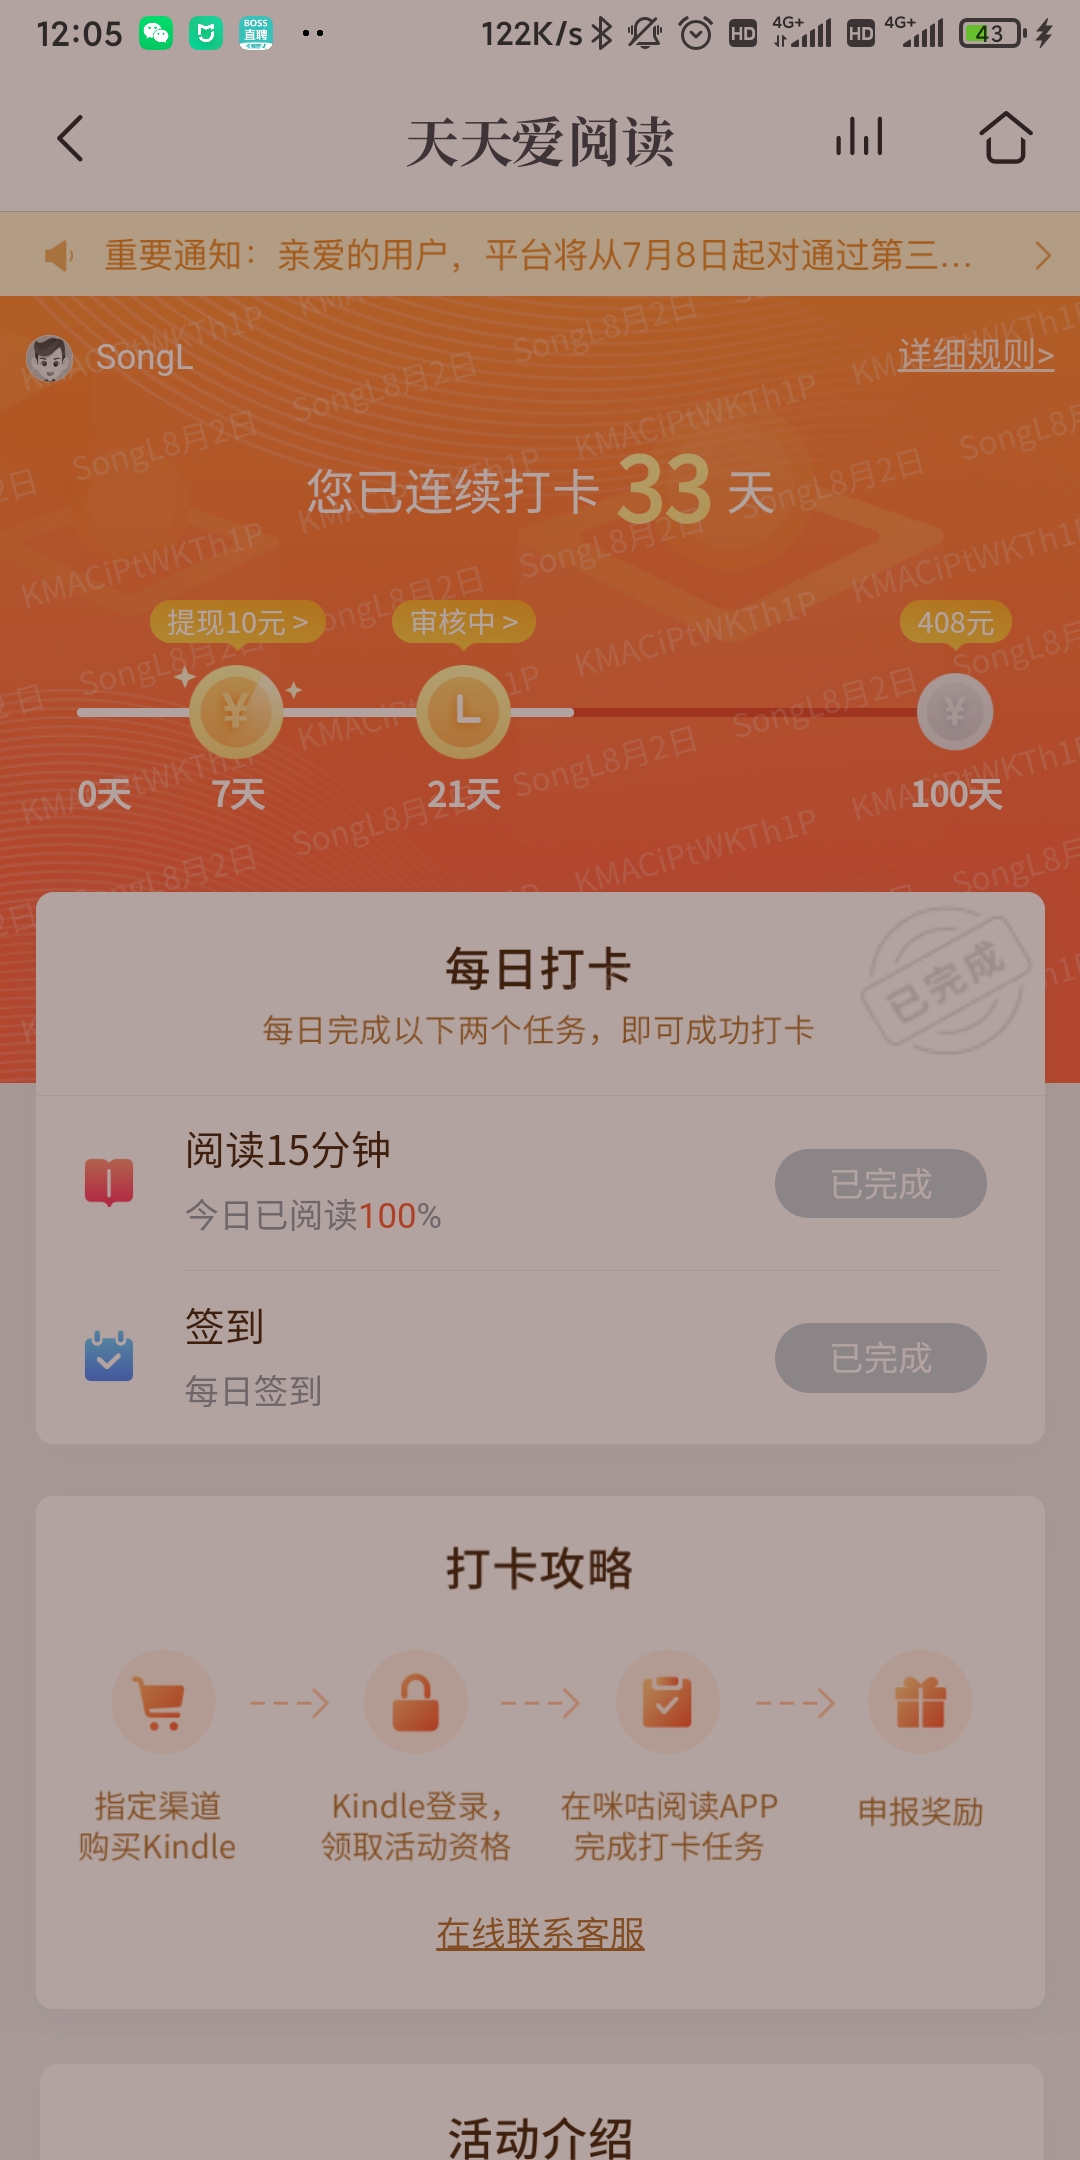 12:05
BOSS
直聘
122K/s
HD
4G+
HD
4G+
43
天天爱阅读
重要通知：亲爱的用户，平台将从7月8日起对通过第三...
SongL
详细规则>
您已连续打卡 33 天
提现10元 >
审核中 >
408元
0天
7天
21天
100天
KMACiPtWKTh1P
SongL8月2日
每日打卡
已完成
每日完成以下两个任务，即可成功打卡
阅读15分钟
今日已阅读100%
已完成
签到
每日签到
已完成
打卡攻略
指定渠道
购买Kindle
Kindle登录，
领取活动资格
在咪咕阅读APP
完成打卡任务
申报奖励
在线联系客服
活动介绍